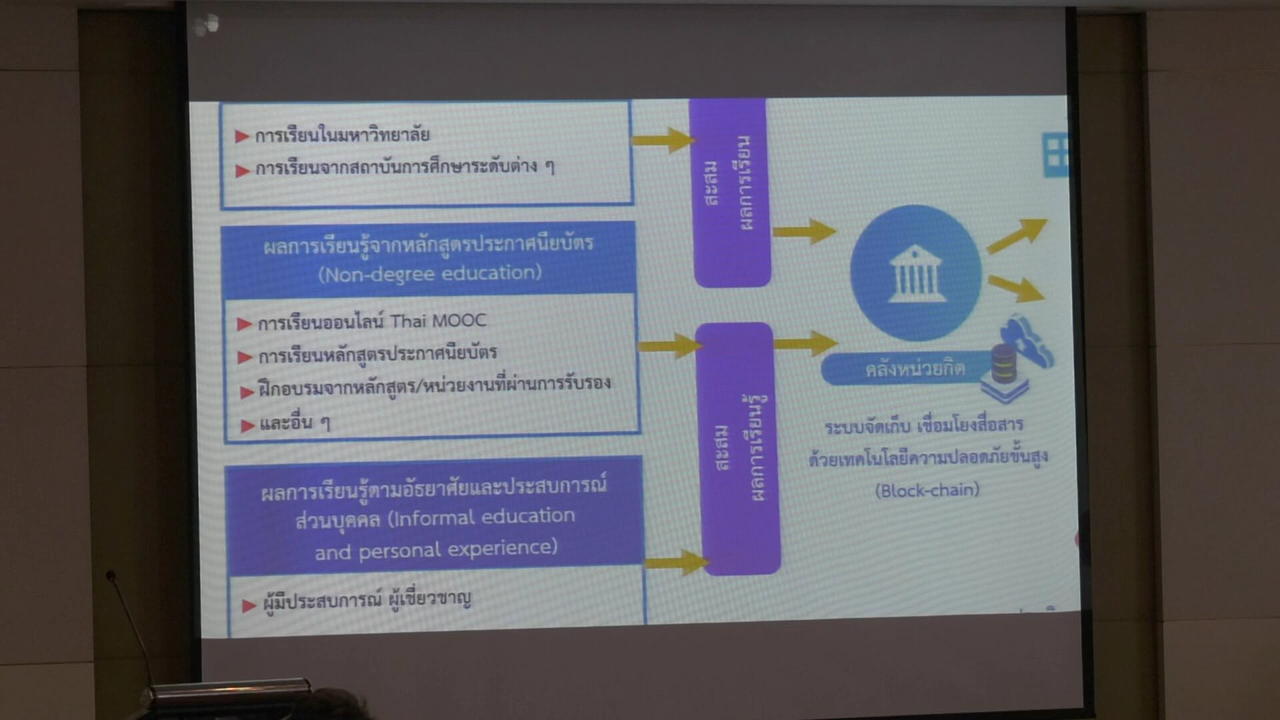 การเรียนในมหาวิทยาลัย
การเรียนจากสถาบันการศึกษาระดับต่าง ๆ
สะสม
ผลการเรียน
ผลการเรียนรู้จากหลักสูตรประกาศนียบัตร
(Non-degree education)
การเรียนออนไลน์ Thai MOOC
การเรียนหลักสูตรประกาศนียบัตร
ฝึกอบรมจากหลักสูตร/หน่วยงานที่ผ่านการรับรอง
และอื่น ๆ
สะสม
ผลการเรียนรู้
ผลการเรียนรู้ตามอัธยาศัยและประสบการณ์
ส่วนบุคคล (Informal education
and personal experience)
ผู้มีประสบการณ์ ผู้เชี่ยวชาญ
คลังหน่วยกิต
ระบบจัดเก็บ เชื่อมโยงสื่อสาร
ด้วยเทคโนโลยีความปลอดภัยขั้นสูง
(Block-chain)